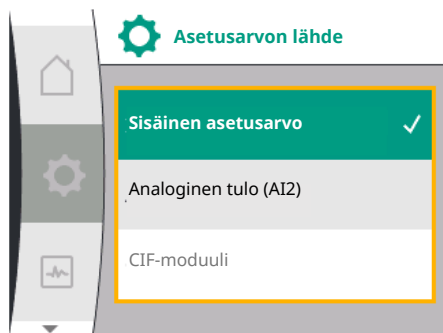 Asetusarvon lähde
Sisäinen asetusarvo
Analoginen tulo (AI2)
CIF-moduuli